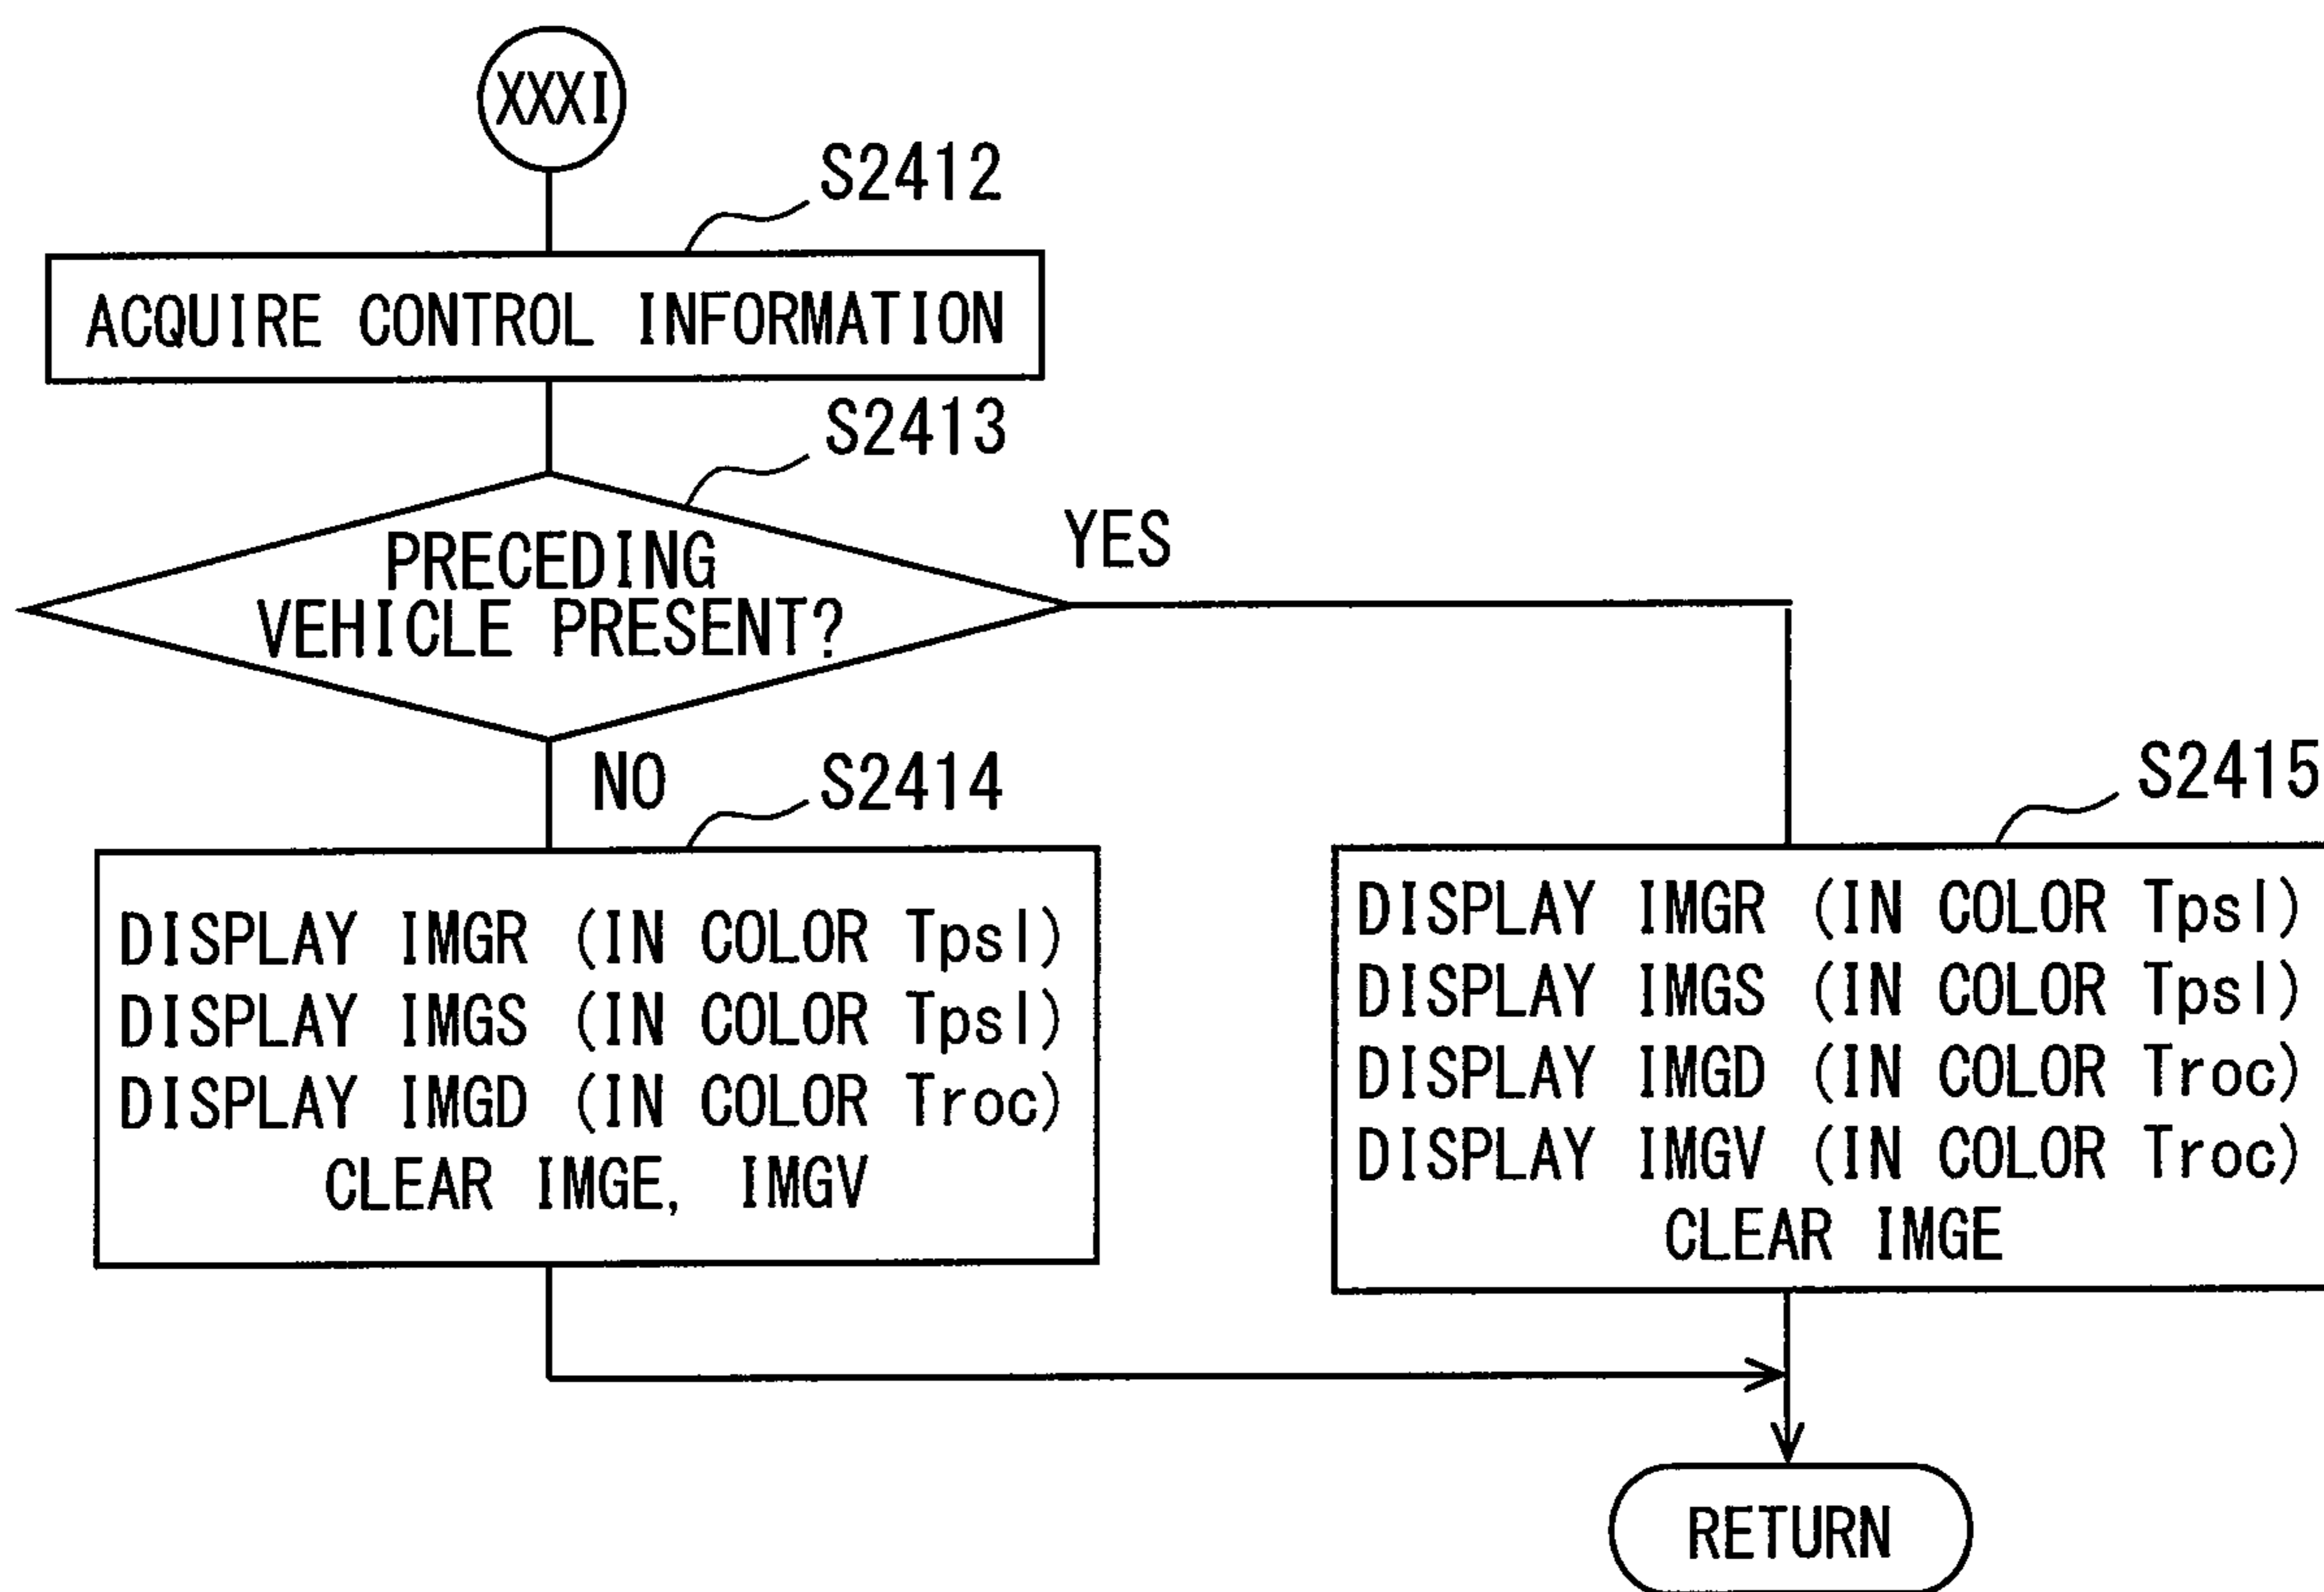 XXXI
S2412
ACQUIRE CONTROL INFORMATION
S2413
PRECEDING
VEHICLE PRESENT?
YES
NO
S2414
DISPLAY IMGR (IN COLOR Tpsl)
DISPLAY IMGS (IN COLOR Tpsl)
DISPLAY IMGD (IN COLOR Troc)
CLEAR IMGE, IMGV
S2415
DISPLAY IMGR (IN COLOR Tpsl)
DISPLAY IMGS (IN COLOR Tpsl)
DISPLAY IMGD (IN COLOR Troc)
DISPLAY IMGV (IN COLOR Troc)
CLEAR IMGE
RETURN